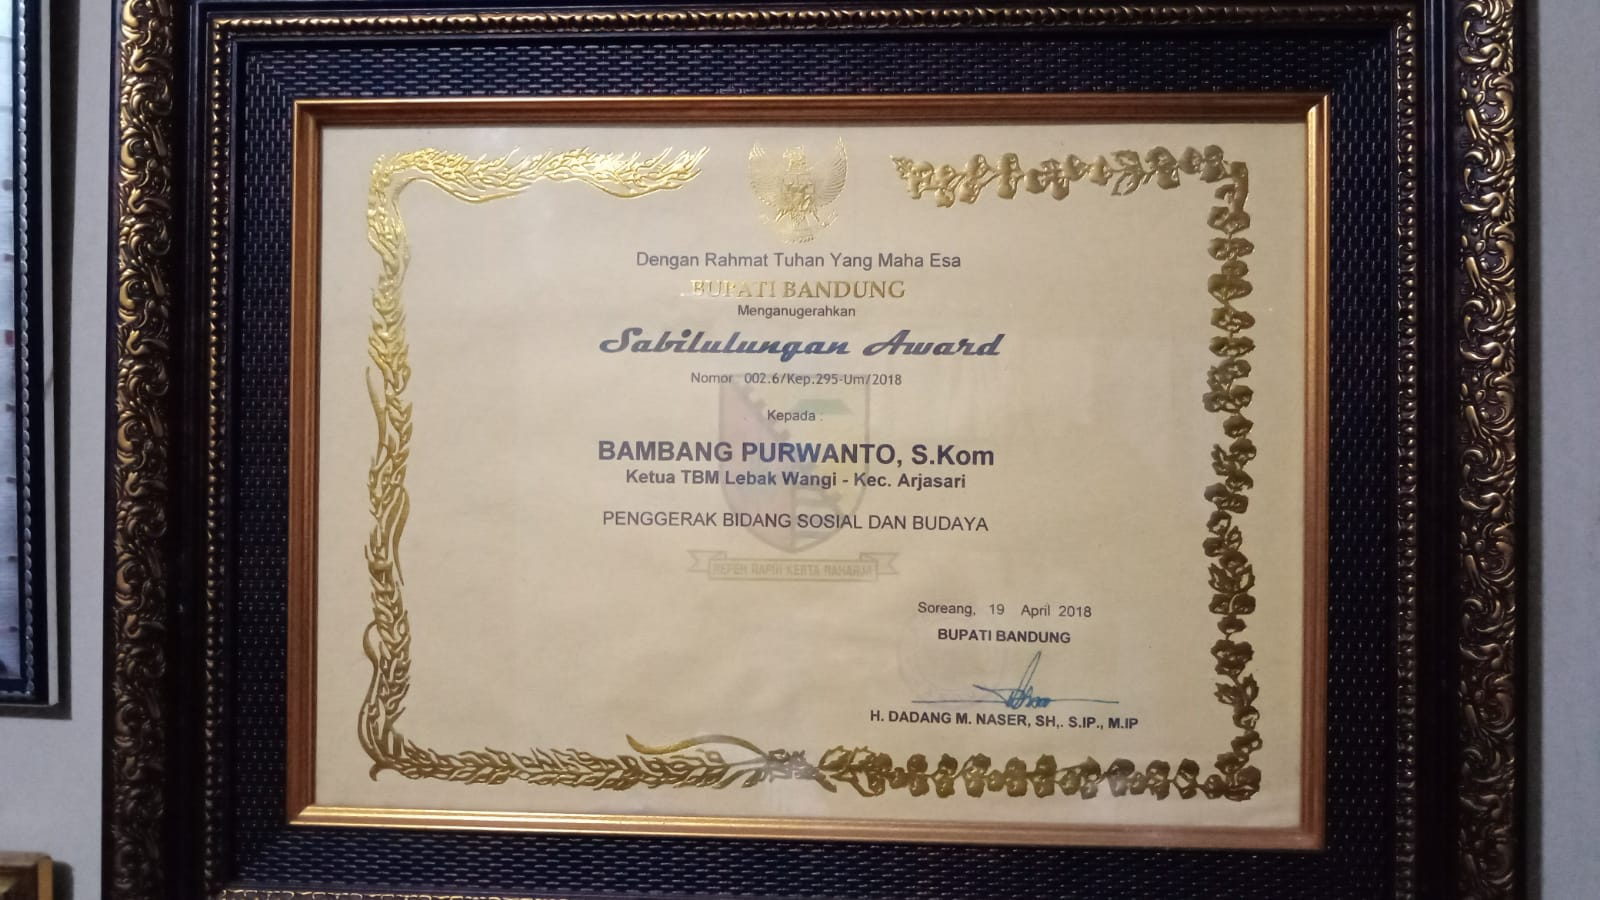 Dengan Rahmat Tuhan Yang Maha Esa
BUPATI BANDUNG
Menganugerahkan
Sabilulungan Award
Nomor 002.6/Kep.295-Um/2018
Kepada :
BAMBANG PURWANTO, S.Kom
Ketua TBM Lebak Wangi - Kec. Arjasari
PENGGERAK BIDANG SOSIAL DAN BUDAYA
REPEH RAPIH KERTA RAHARJA
Soreang, 19 April 2018
BUPATI BANDUNG
H. DADANG M. NASER, SH,. S.IP., M.IP